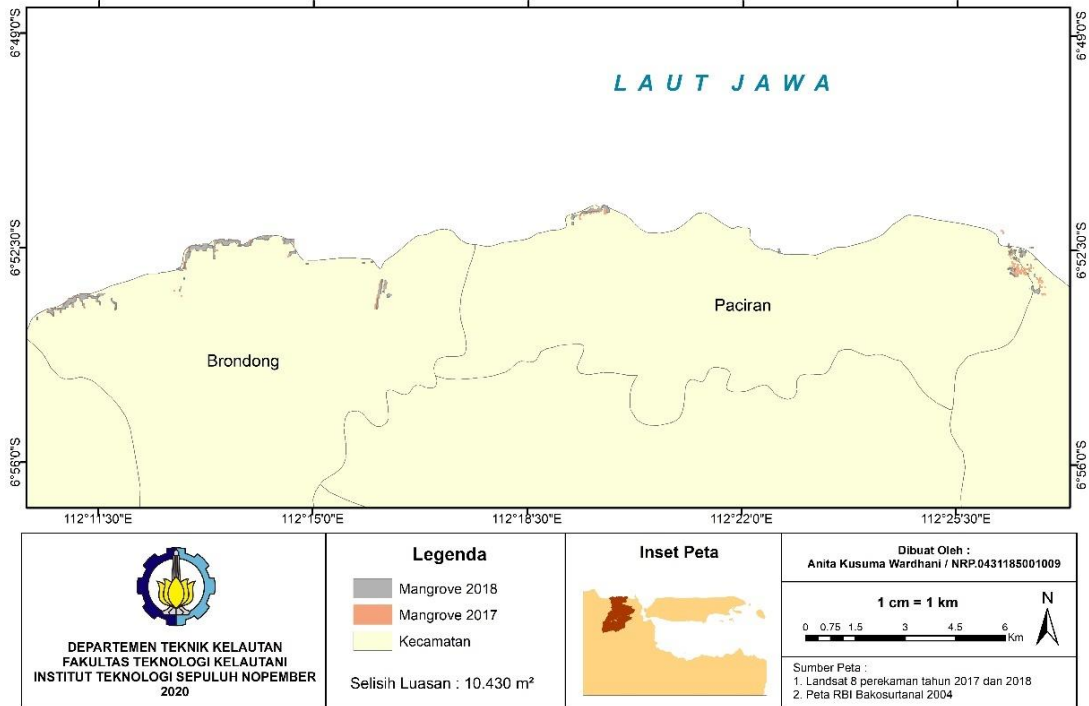 6°49'0"S
6°49'0"S
LAUT JAWA
6°52'30"S
6°52'30"S
Paciran
Brondong
6°56'0"S
6°56'0"S
112°11'30"E
112°15'0"E
112°18'30"E
112°22'0"E
112°25'30"E
DEPARTEMEN TEKNIK KELAUTAN
FAKULTAS TEKNOLOGI KELAUTANI
INSTITUT TEKNOLOGI SEPULUH NOPEMBER
2020
Legenda
Mangrove 2018
Mangrove 2017
Kecamatan
Selisih Luasan : 10.430 m²
Inset Peta
Dibuat Oleh :
Anita Kusuma Wardhani / NRP.0431185001009
1 cm = 1 km
N
0 0.75 1.5 3 4.5 6
Km
Sumber Peta :
1. Landsat 8 perekaman tahun 2017 dan 2018
2. Peta RBI Bakosurtanal 2004